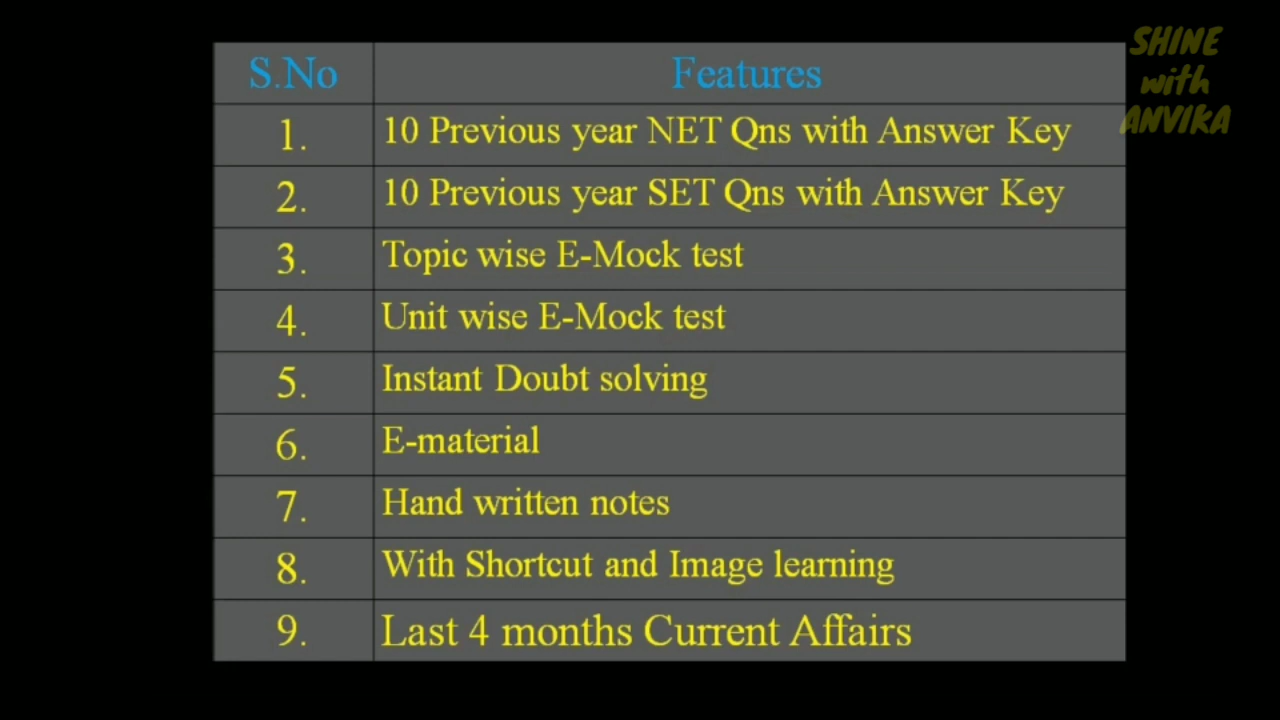 S.No Features
1. 10 Previous year NET Qns with Answer Key
2. 10 Previous year SET Qns with Answer Key
3. Topic wise E-Mock test
4. Unit wise E-Mock test
5. Instant Doubt solving
6. E-material
7. Hand written notes
8. With Shortcut and Image learning
9. Last 4 months Current Affairs
SHINE
with
ANVIKA